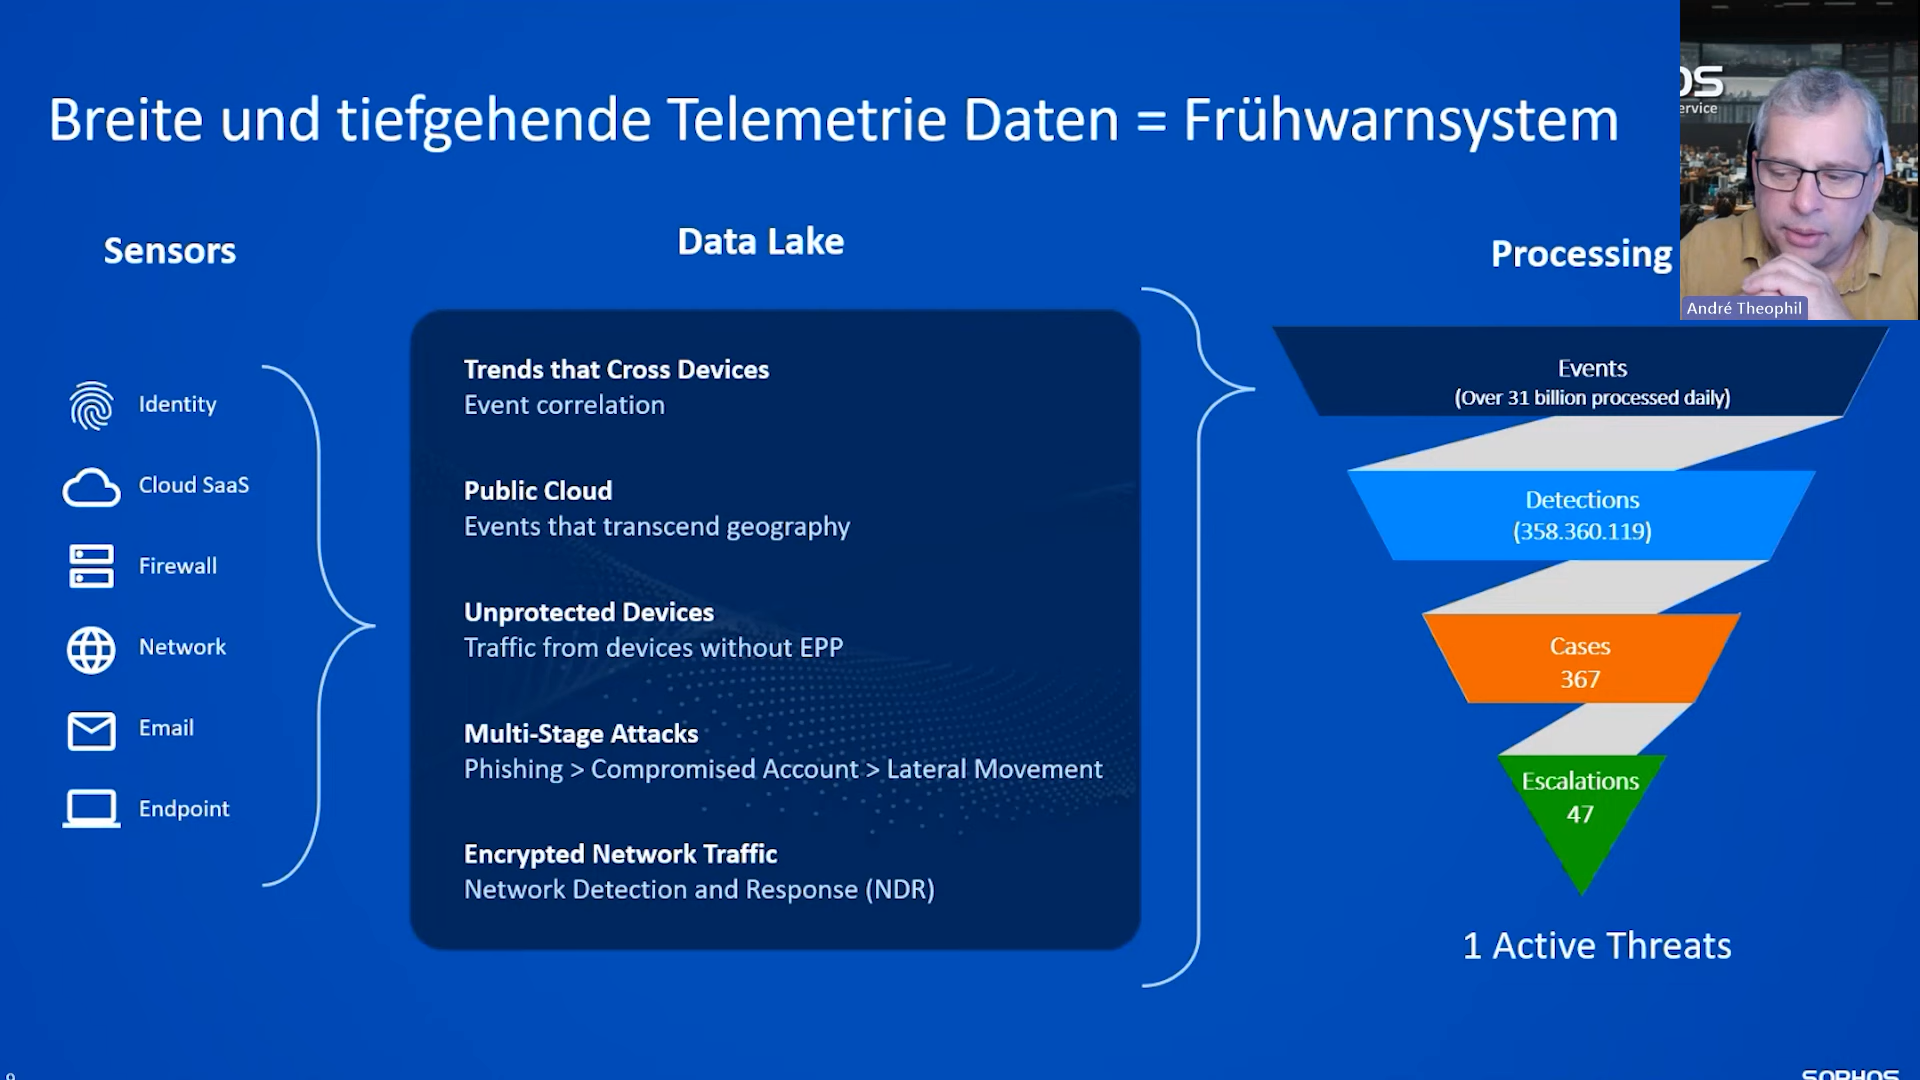 Breite und tiefgehende Telemetrie Daten = Frühwarnsystem
Sensors
Identity
Cloud SaaS
Firewall
Network
Email
Endpoint
Data Lake
Trends that Cross Devices
Event correlation
Public Cloud
Events that transcend geography
Unprotected Devices
Traffic from devices without EPP
Multi-Stage Attacks
Phishing > Compromised Account > Lateral Movement
Encrypted Network Traffic
Network Detection and Response (NDR)
Processing
Events
(Over 31 billion processed daily)
Detections
(358.360.119)
Cases
367
Escalations
47
1 Active Threats
André Theophil
SOPHOS